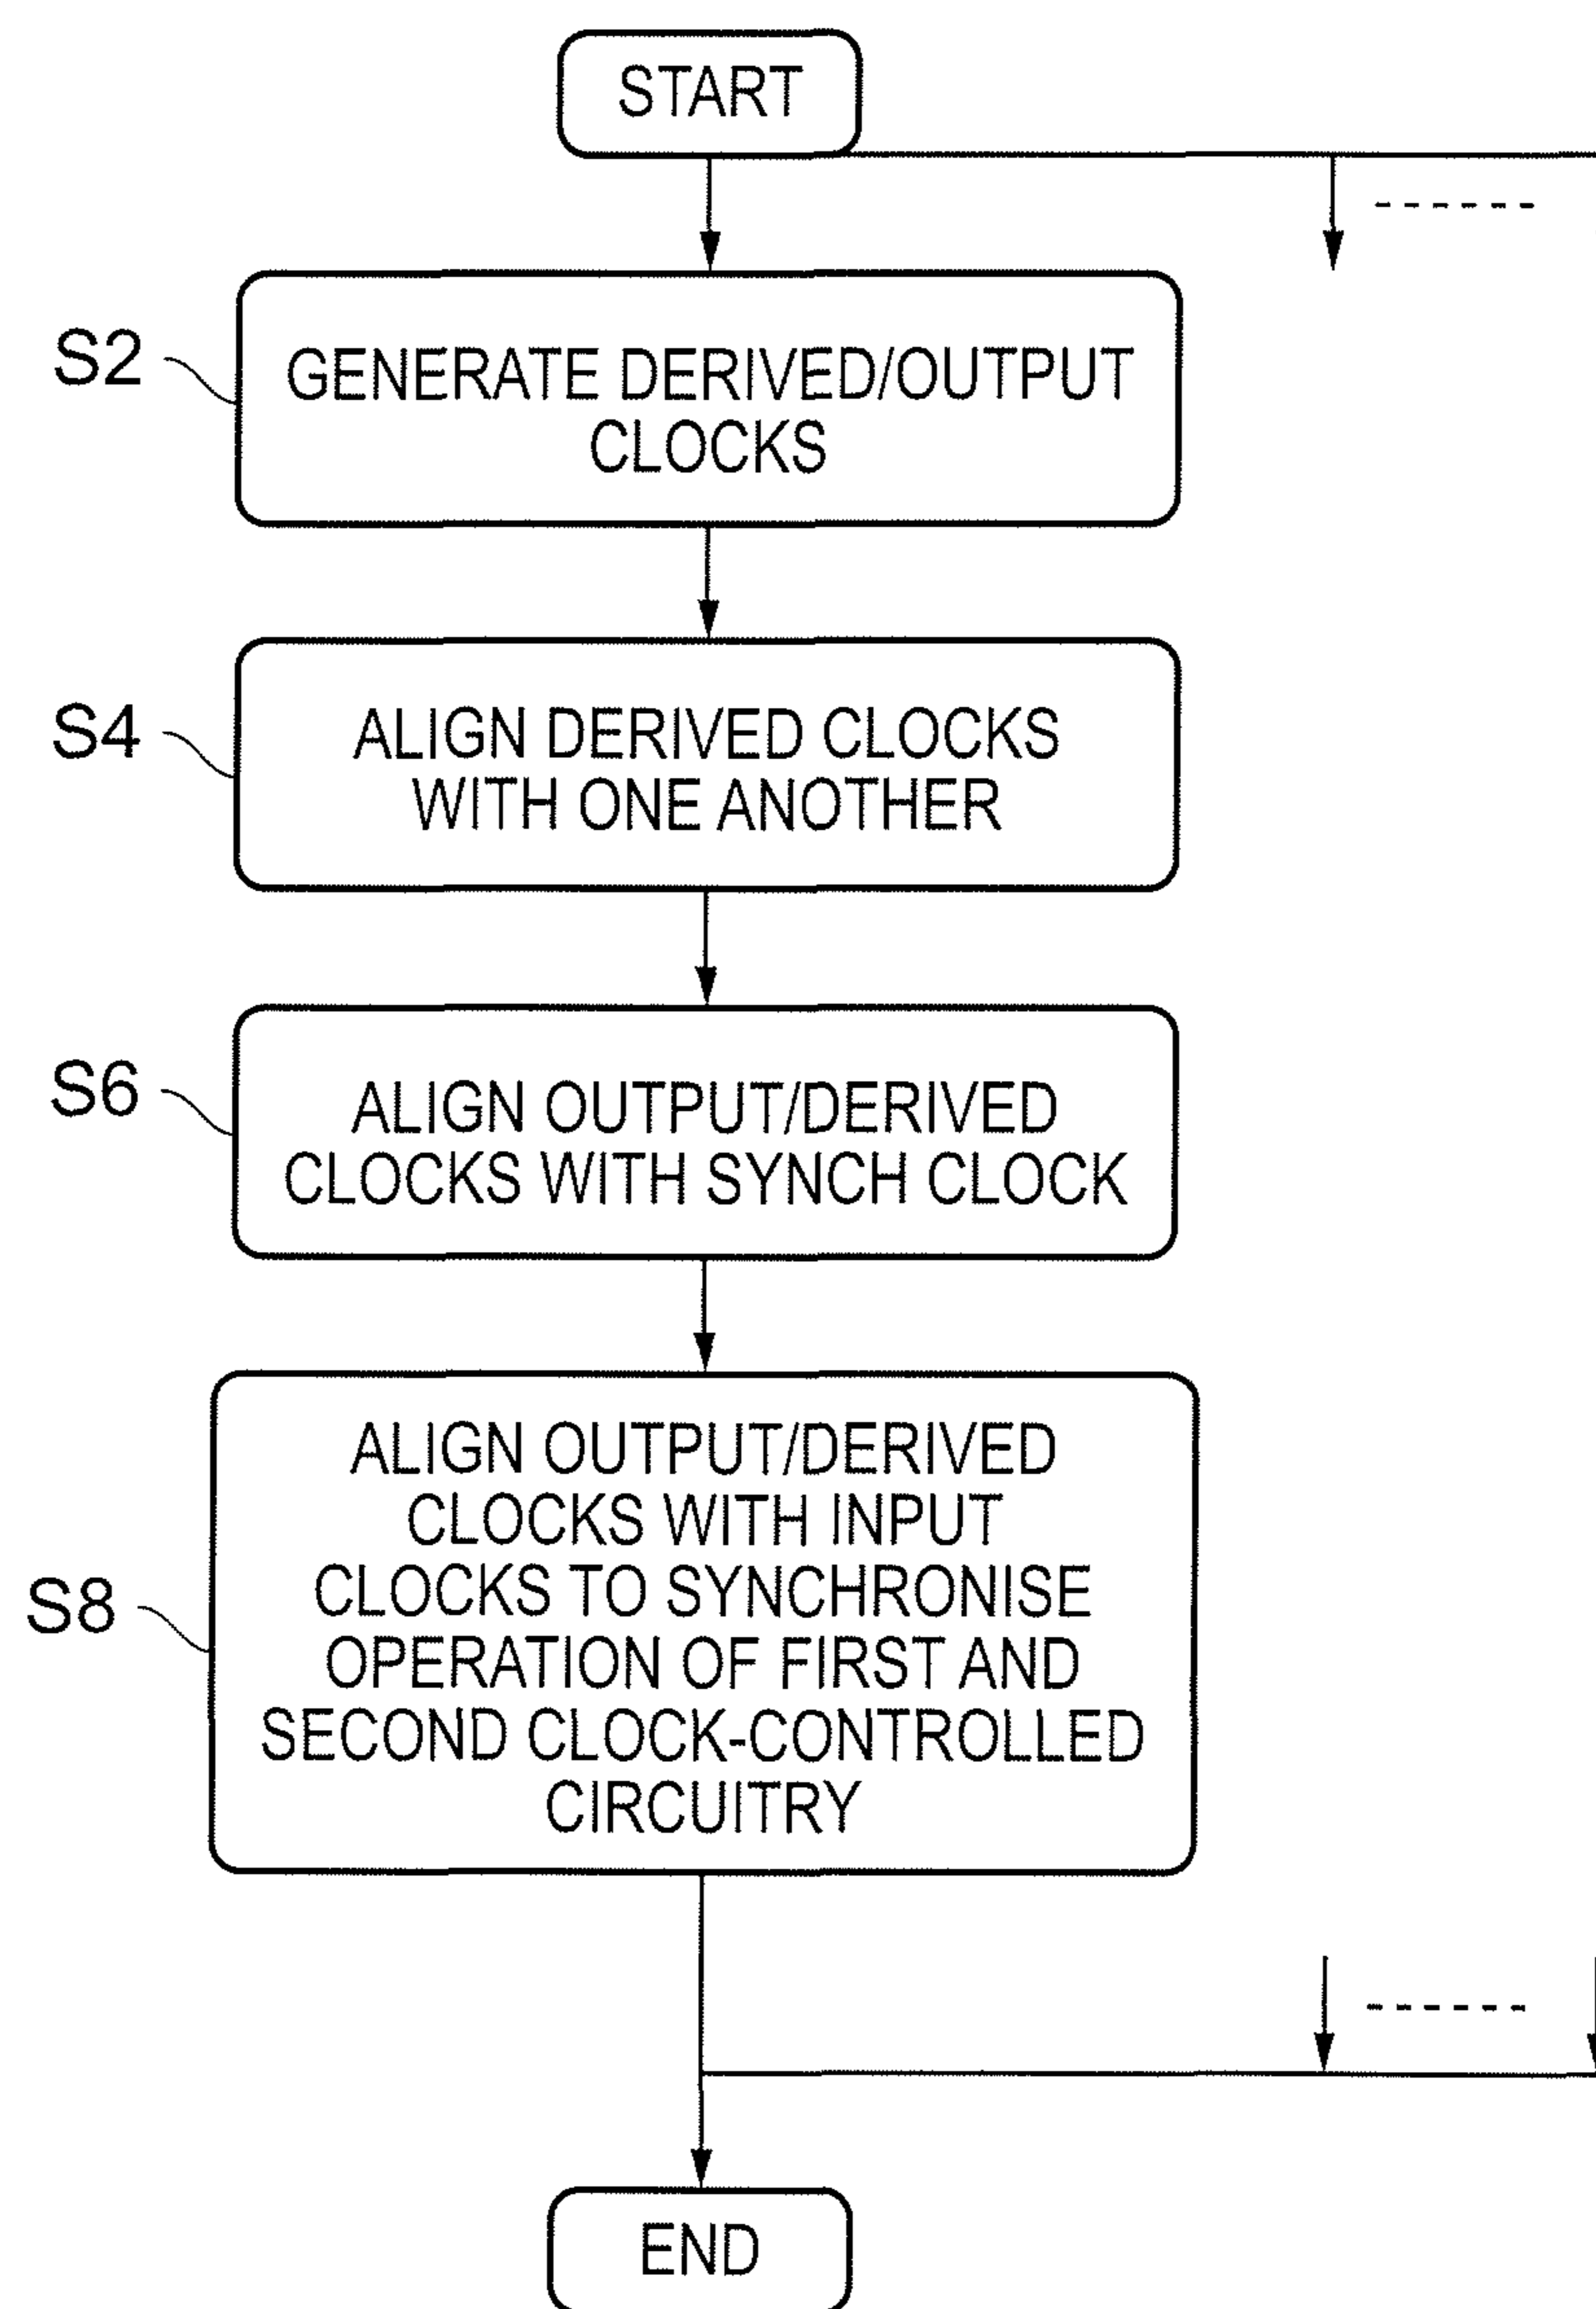 START
S2
GENERATE DERIVED/OUTPUT
CLOCKS
S4
ALIGN DERIVED CLOCKS
WITH ONE ANOTHER
S6
ALIGN OUTPUT/DERIVED
CLOCKS WITH SYNCH CLOCK
S8
ALIGN OUTPUT/DERIVED
CLOCKS WITH INPUT
CLOCKS TO SYNCHRONISE
OPERATION OF FIRST AND
SECOND CLOCK-CONTROLLED
CIRCUITRY
END